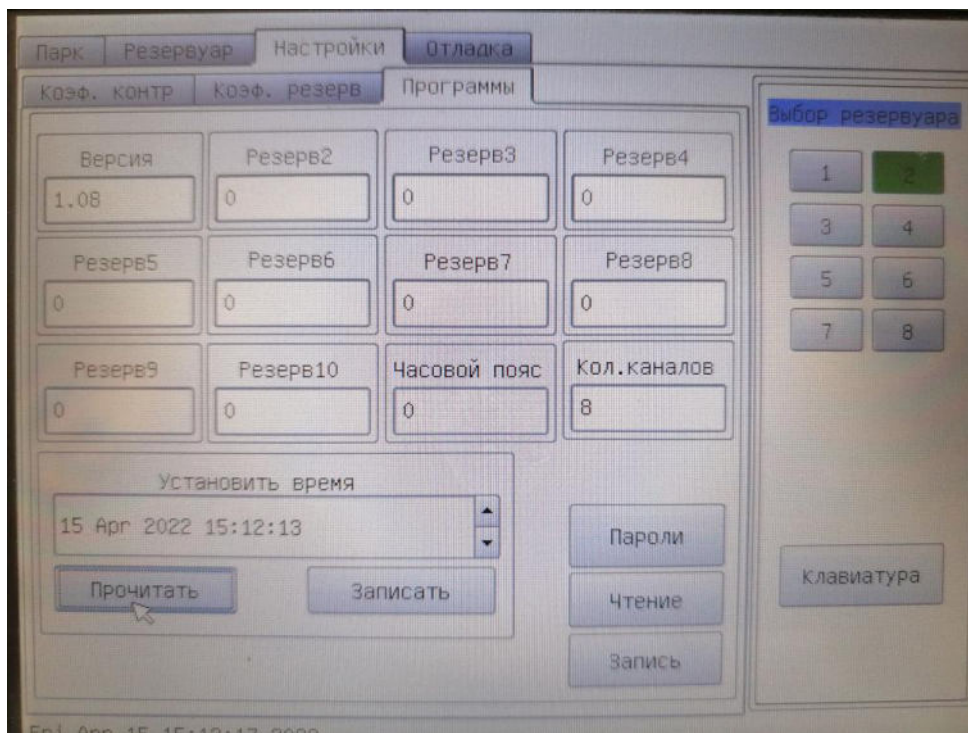 Парк Резервуар Настройки Отладка
Коэф. контр Коэф. резерв Программы
Выбор резервуара
Версия Резерв2 Резерв3 Резерв4
1.08 0 0 0
1 2
3 4
Резерв5 Резерв6 Резерв7 Резерв8
0 0 0 0
5 6
7 8
Резерв9 Резерв10 Часовой пояс Кол.каналов
0 0 0 8
Установить время
15 Apr 2022 15:12:13
Пароли
Прочитать Записать
Чтение
Клавиатура
Запись